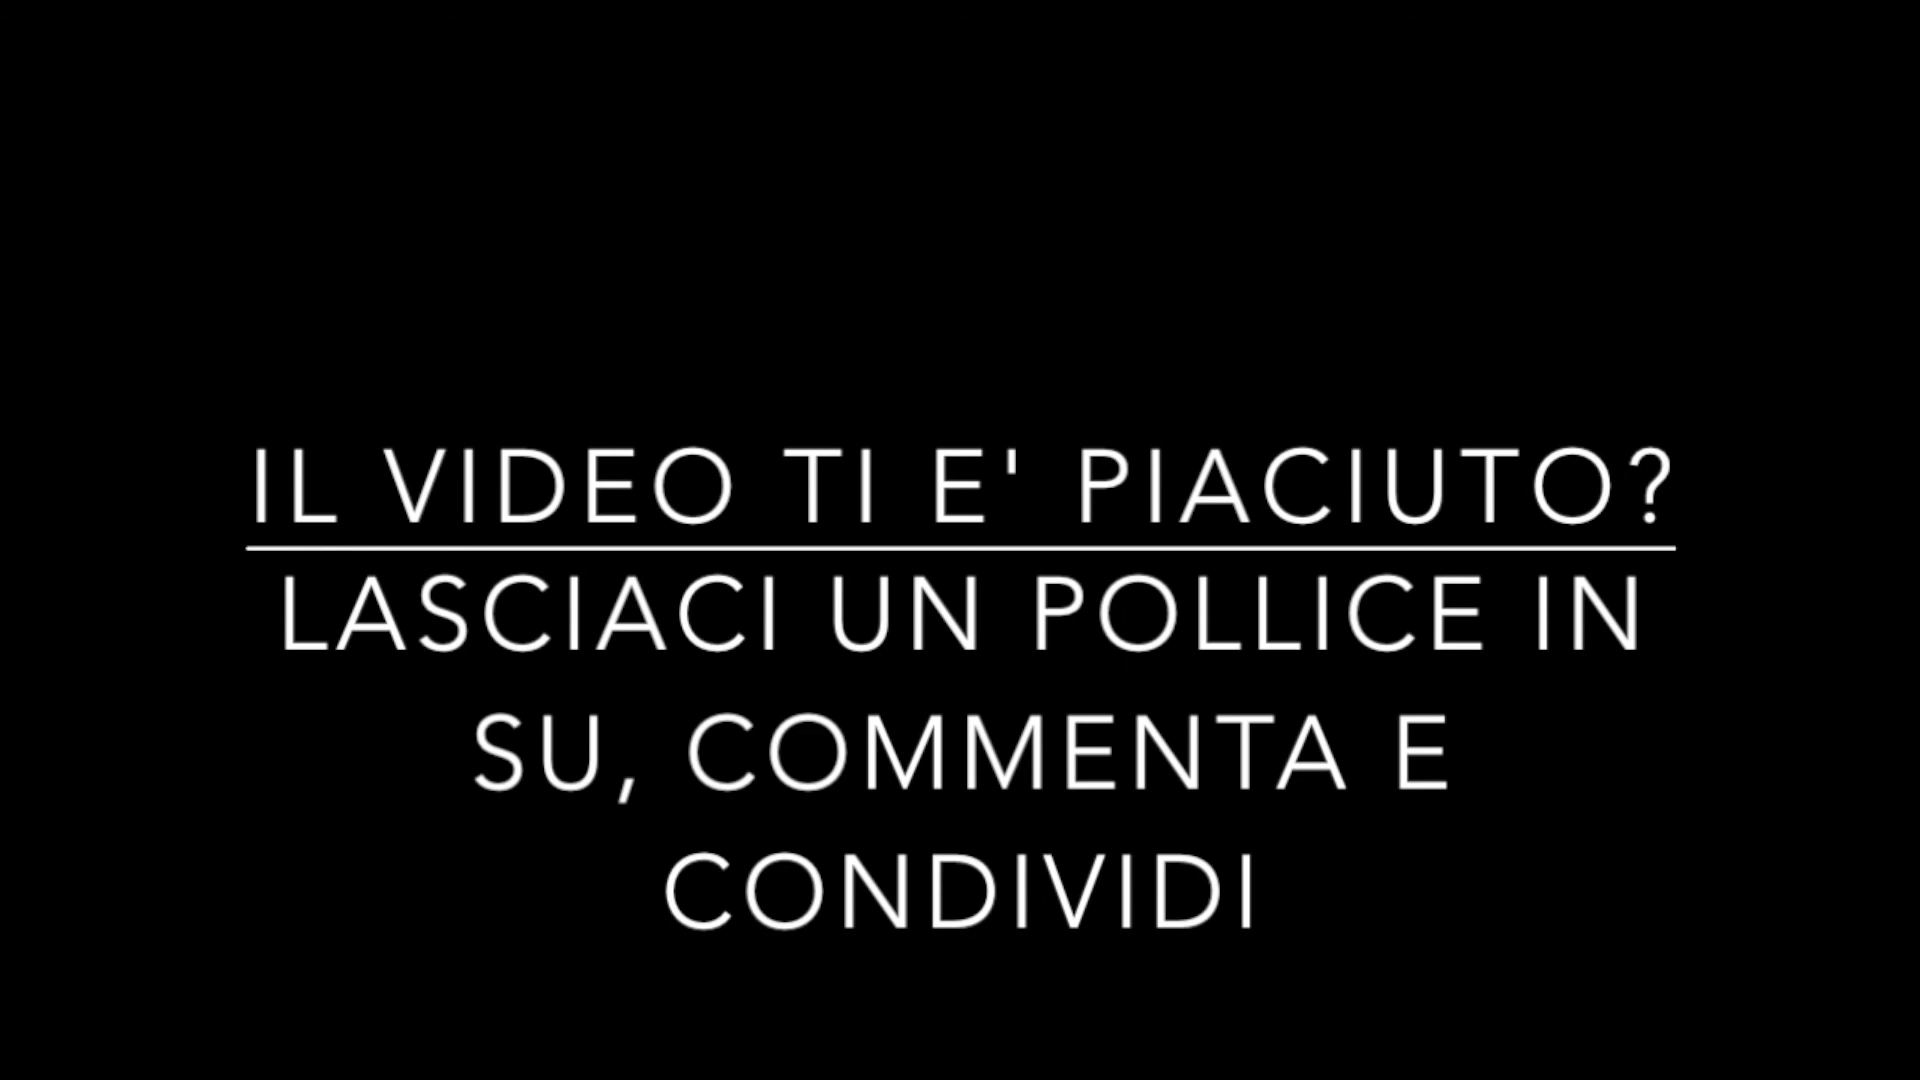 IL VIDEO TI E' PIACIUTO?
LASCIACI UN POLLICE IN
SU, COMMENTA E
CONDIVIDI